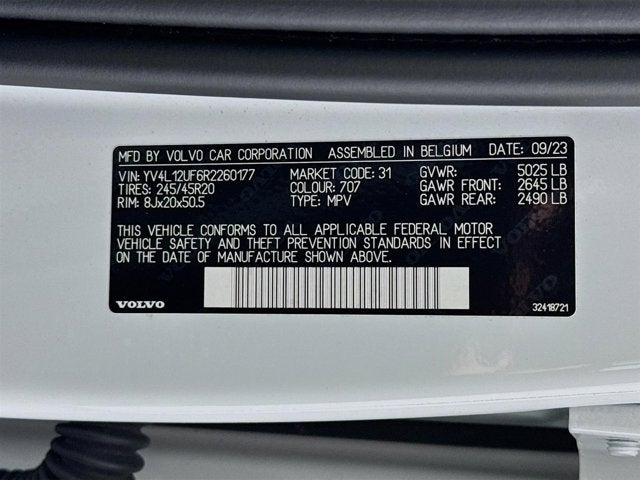 MFD BY VOLVO CAR CORPORATION ASSEMBLED IN BELGIUM DATE: 09/23
VIN: YV4L12UF6R2260177 MARKET CODE: 31 GVWR: 5025 LB
TIRES: 245/45R20 COLOUR: 707 GAWR FRONT: 2645 LB
RIM: 8Jx20x50.5 TYPE: MPV GAWR REAR: 2490 LB
THIS VEHICLE CONFORMS TO ALL APPLICABLE FEDERAL MOTOR
VEHICLE SAFETY AND THEFT PREVENTION STANDARDS IN EFFECT
ON THE DATE OF MANUFACTURE SHOWN ABOVE.
VOLVO 32418721